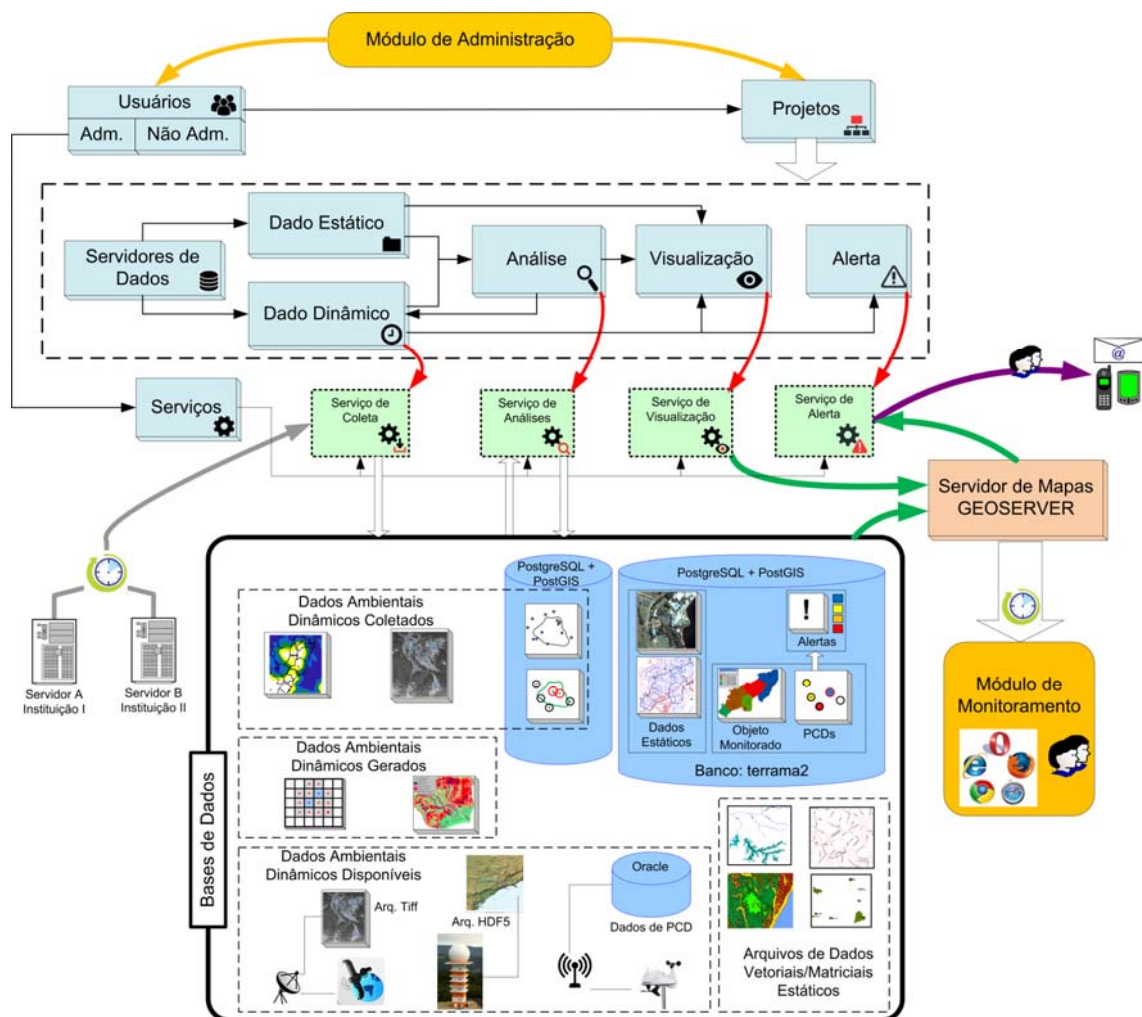 Módulo de Administração
Usuários
Adm.
Não Adm.
Projetos
Dado Estático
Servidores de
Dados
Análise
Visualização
Alerta
Dado Dinâmico
@
Serviços
Serviço de
Coleta
Serviço de
Análises
Serviço de
Visualização
Serviço de
Alerta
Servidor de Mapas
GEOSERVER
Servidor A
Instituição I
Servidor B
Instituição II
Bases de Dados
PostgreSQL +
PostGIS
PostgreSQL + PostGIS
Dados Ambientais
Dinâmicos Coletados
!
Alertas
Dados
Estáticos
Objeto
Monitorado
PCDs
Banco: terrama2
Módulo de
Monitoramento
Dados Ambientais
Dinâmicos Gerados
Dados Ambientais
Dinâmicos Disponíveis
Arq. Tiff
Arq. HDF5
Oracle
Dados de PCD
Arquivos de Dados
Vetoriais/Matriciais
Estáticos